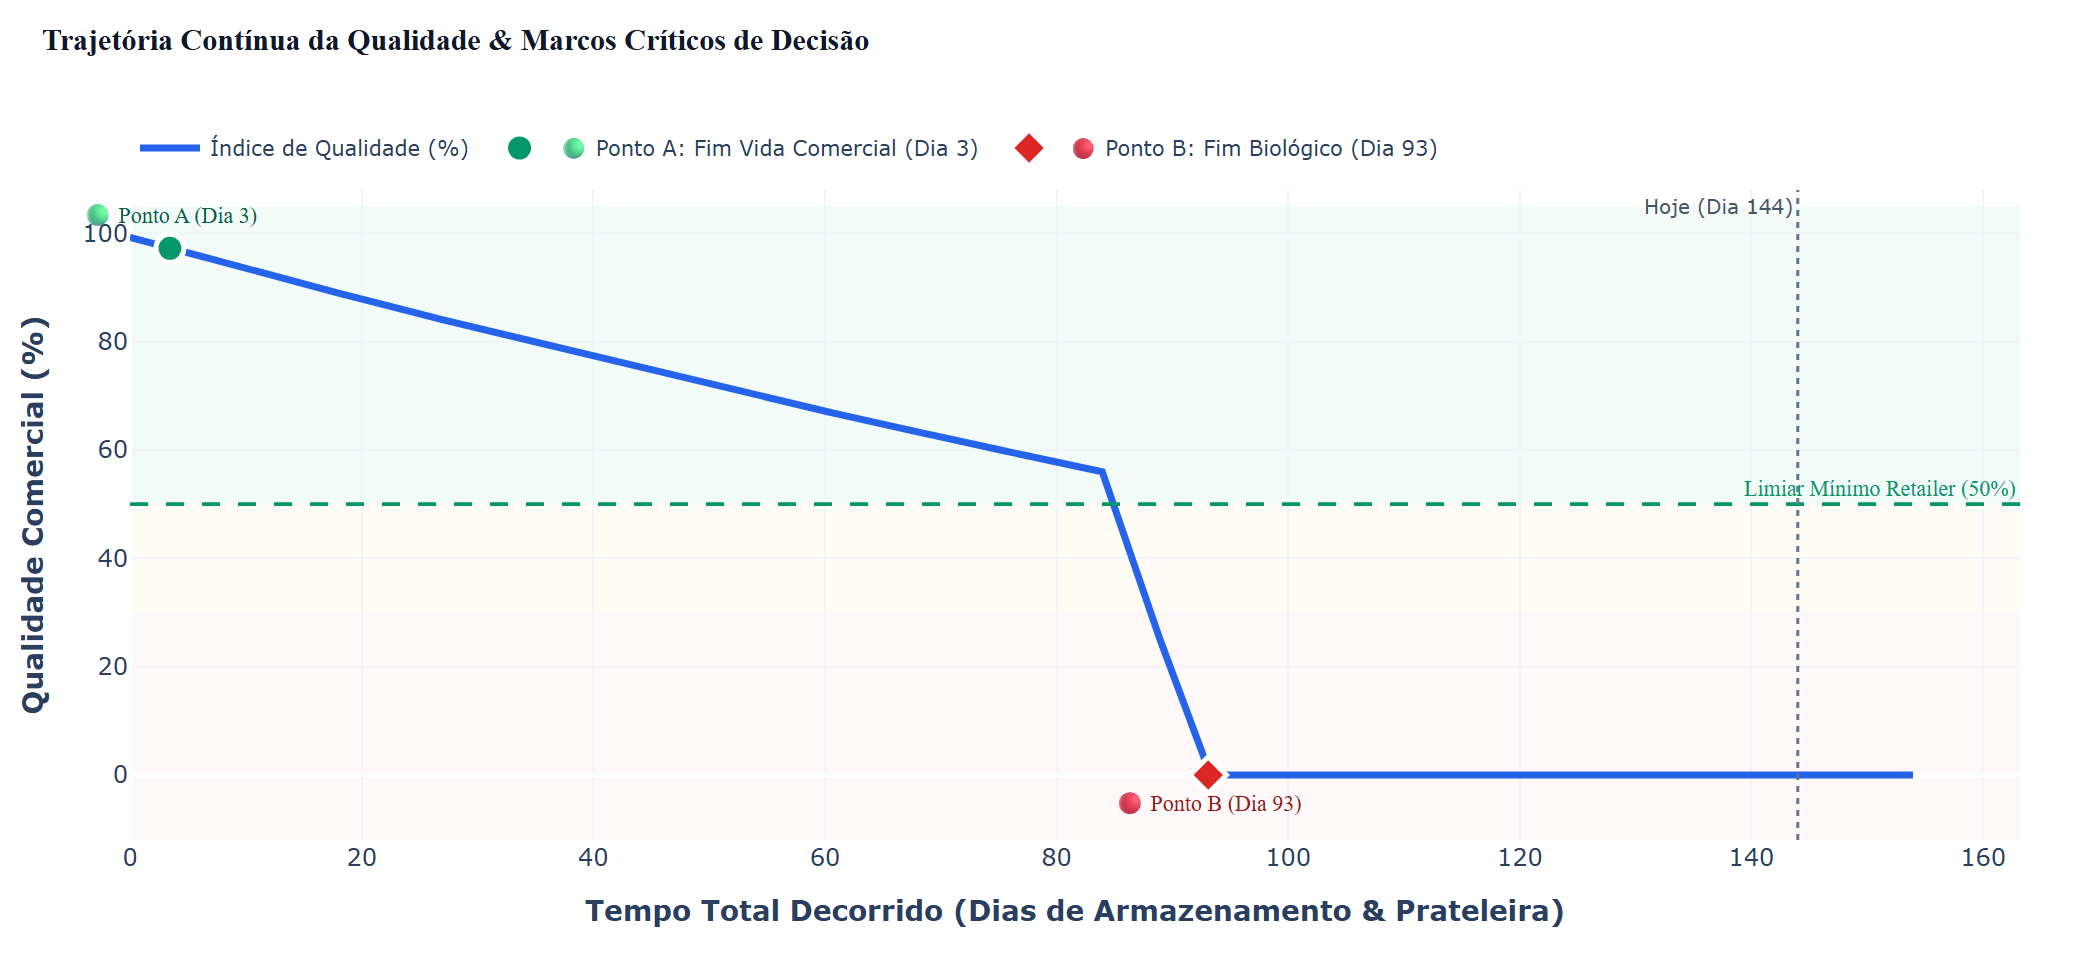 Trajetória Contínua da Qualidade & Marcos Críticos de Decisão
Índice de Qualidade (%)
Ponto A: Fim Vida Comercial (Dia 3)
Ponto B: Fim Biológico (Dia 93)
Ponto A (Dia 3)
Hoje (Dia 144)
100
80
60
40
20
0
Qualidade Comercial (%)
Limiar Mínimo Retailer (50%)
Ponto B (Dia 93)
0 20 40 60 80 100 120 140 160
Tempo Total Decorrido (Dias de Armazenamento & Prateleira)